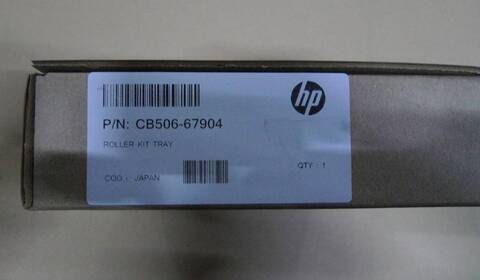 hp
P/N: CB506-67904
ROLLER KIT TRAY
QTY : 1
COO : JAPAN